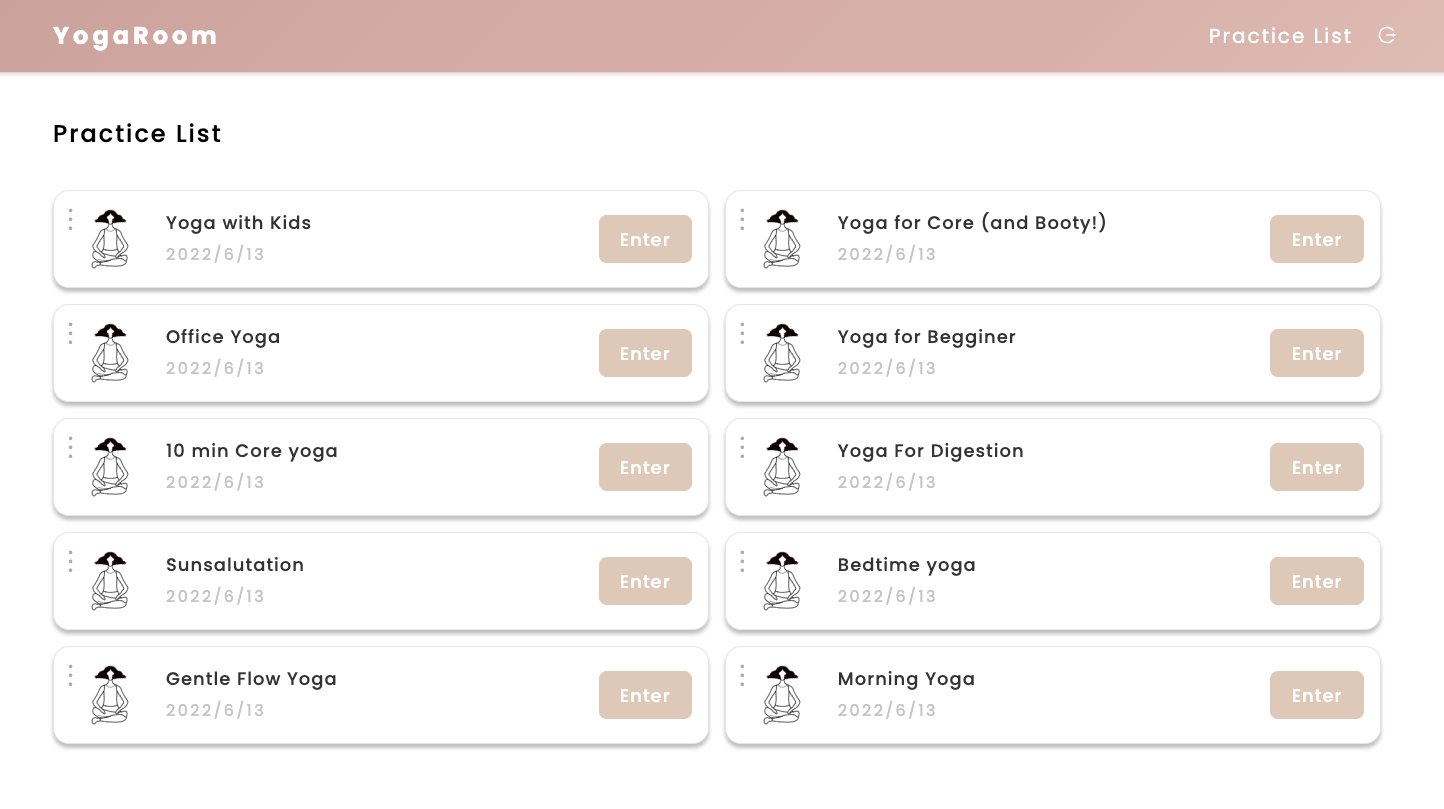 YogaRoom
Practice List
Practice List
Yoga with Kids
2022/6/13
Enter
Yoga for Core (and Booty!)
2022/6/13
Enter
Office Yoga
2022/6/13
Enter
Yoga for Begginer
2022/6/13
Enter
10 min Core yoga
2022/6/13
Enter
Yoga For Digestion
2022/6/13
Enter
Sunsalutation
2022/6/13
Enter
Bedtime yoga
2022/6/13
Enter
Gentle Flow Yoga
2022/6/13
Enter
Morning Yoga
2022/6/13
Enter